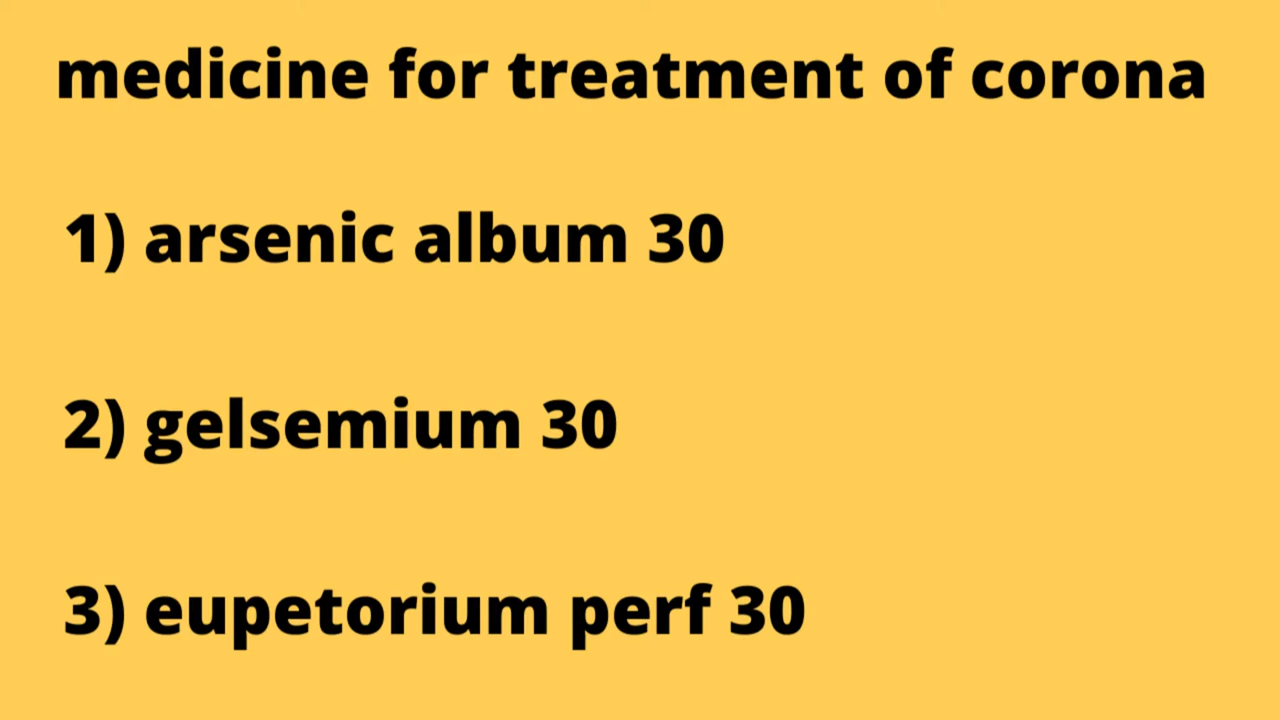 medicine for treatment of corona
1) arsenic album 30
2) gelsemium 30
3) eupetorium perf 30